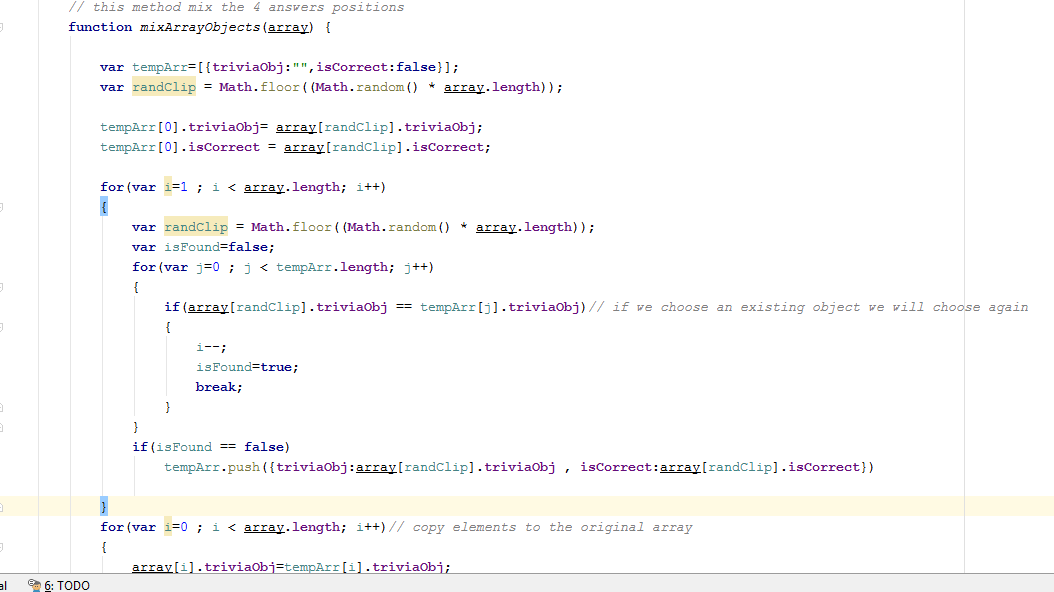 // this method mix the 4 answers positions
function mixArrayObjects(array) {
var tempArr=[{triviaObj:"",isCorrect:false}];
var randClip = Math.floor((Math.random() * array.length));
tempArr[0].triviaObj= array[randClip].triviaObj;
tempArr[0].isCorrect = array[randClip].isCorrect;
for(var i=1 ; i < array.length; i++)
{
var randClip = Math.floor((Math.random() * array.length));
var isFound=false;
for(var j=0 ; j < tempArr.length; j++)
{
if(array[randClip].triviaObj == tempArr[j].triviaObj)// if we choose an existing object we will choose again
{
i--;
isFound=true;
break;
}
}
if(isFound == false)
tempArr.push({triviaObj:array[randClip].triviaObj , isCorrect:array[randClip].isCorrect})
}
for(var i=0 ; i < array.length; i++)// copy elements to the original array
{
array[i].triviaObj=tempArr[i].triviaObj;
al 6: TODO